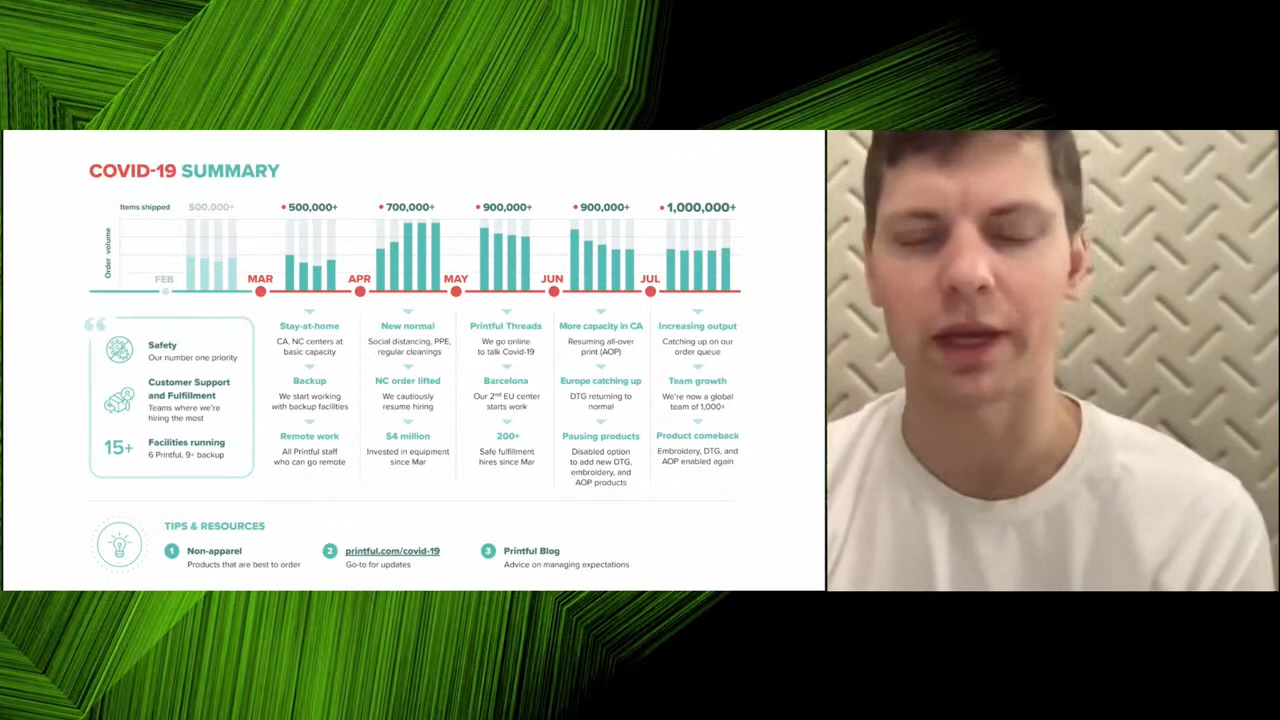 COVID-19 SUMMARY
Items shipped
500,000+
500,000+
700,000+
900,000+
900,000+
1,000,000+
Order volume
FEB
MAR
APR
MAY
JUN
JUL
Safety
Our number one priority
Customer Support
and Fulfillment
Teams where we're
hiring the most
15+
Facilities running
6 Printful, 9+ backup
Stay-at-home
CA, NC centers at
basic capacity
Backup
We start working
with backup facilities
Remote work
All Printful staff
who can go remote
New normal
Social distancing, PPE,
regular cleanings
NC order lifted
We cautiously
resume hiring
$4 million
Invested in equipment
since Mar
Printful Threads
We go online
to talk Covid-19
Barcelona
Our 2nd EU center
starts work
200+
Safe fulfillment
hires since Mar
More capacity in CA
Resuming all-over
print (AOP)
Europe catching up
DTG returning to
normal
Pausing products
Disabled option
to add new DTG,
embroidery, and
AOP products
Increasing output
Catching up on our
order queue
Team growth
We're now a global
team of 1,000+
Product comeback
Embroidery, DTG, and
AOP enabled again
TIPS & RESOURCES
1 Non-apparel
Products that are best to order
2 printful.com/covid-19
Go-to for updates
3 Printful Blog
Advice on managing expectations